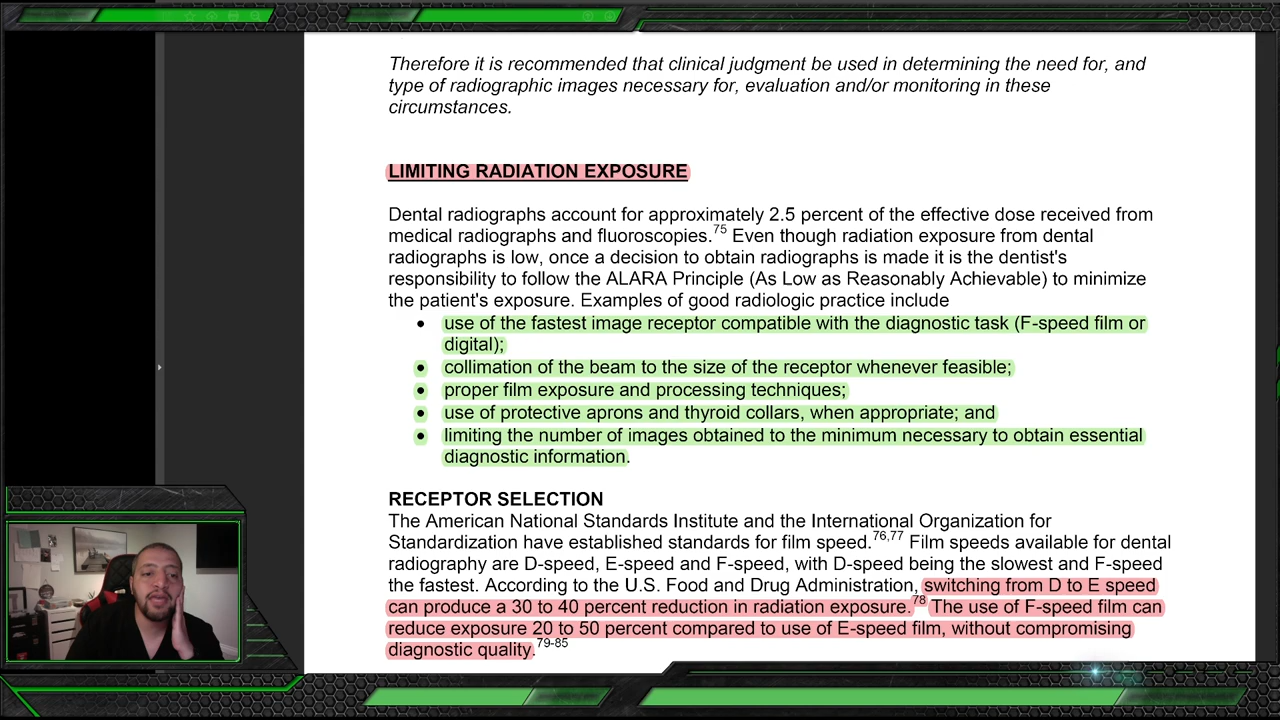 Therefore it is recommended that clinical judgment be used in determining the need for, and
type of radiographic images necessary for, evaluation and/or monitoring in these
circumstances.
LIMITING RADIATION EXPOSURE
Dental radiographs account for approximately 2.5 percent of the effective dose received from
medical radiographs and fluoroscopies.75 Even though radiation exposure from dental
radiographs is low, once a decision to obtain radiographs is made it is the dentist's
responsibility to follow the ALARA Principle (As Low as Reasonably Achievable) to minimize
the patient's exposure. Examples of good radiologic practice include
• use of the fastest image receptor compatible with the diagnostic task (F-speed film or
digital);
• collimation of the beam to the size of the receptor whenever feasible;
• proper film exposure and processing techniques;
• use of protective aprons and thyroid collars, when appropriate; and
• limiting the number of images obtained to the minimum necessary to obtain essential
diagnostic information.
RECEPTOR SELECTION
The American National Standards Institute and the International Organization for
Standardization have established standards for film speed.76,77 Film speeds available for dental
radiography are D-speed, E-speed and F-speed, with D-speed being the slowest and F-speed
the fastest. According to the U.S. Food and Drug Administration, switching from D to E speed
can produce a 30 to 40 percent reduction in radiation exposure.78 The use of F-speed film can
reduce exposure 20 to 50 percent compared to use of E-speed film, without compromising
diagnostic quality.79-85